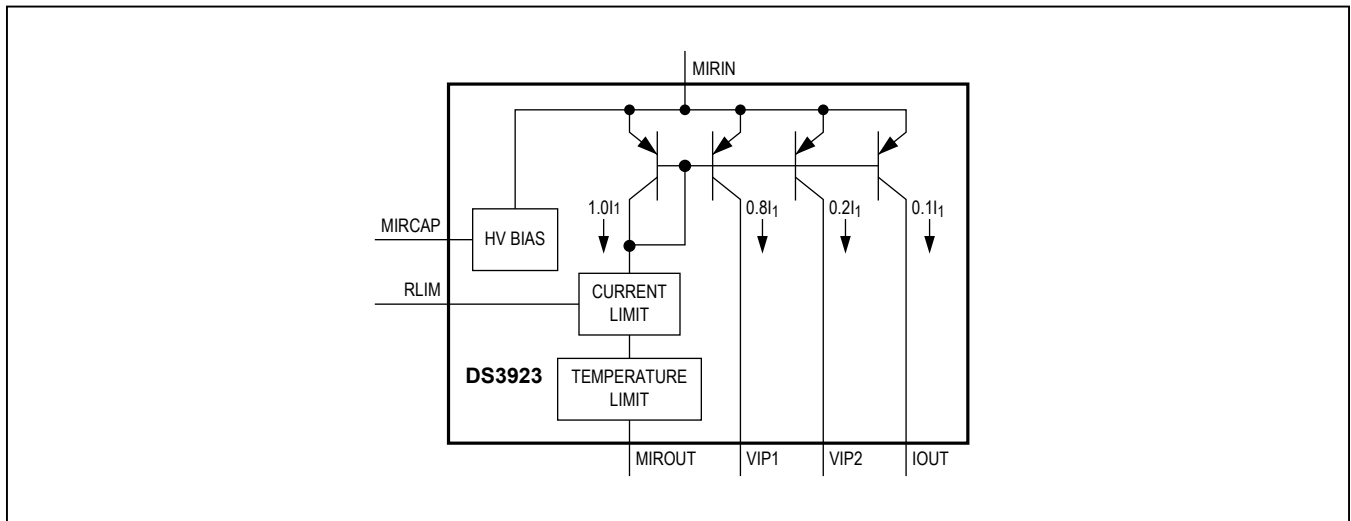 MIRIN
1.0I1
0.8I₁
0.2I₁
0.1I₁
MIRCAP
HV BIAS
RLIM
CURRENT
LIMIT
DS3923
TEMPERATURE
LIMIT
MIROUT
VIP1
VIP2
IOUT